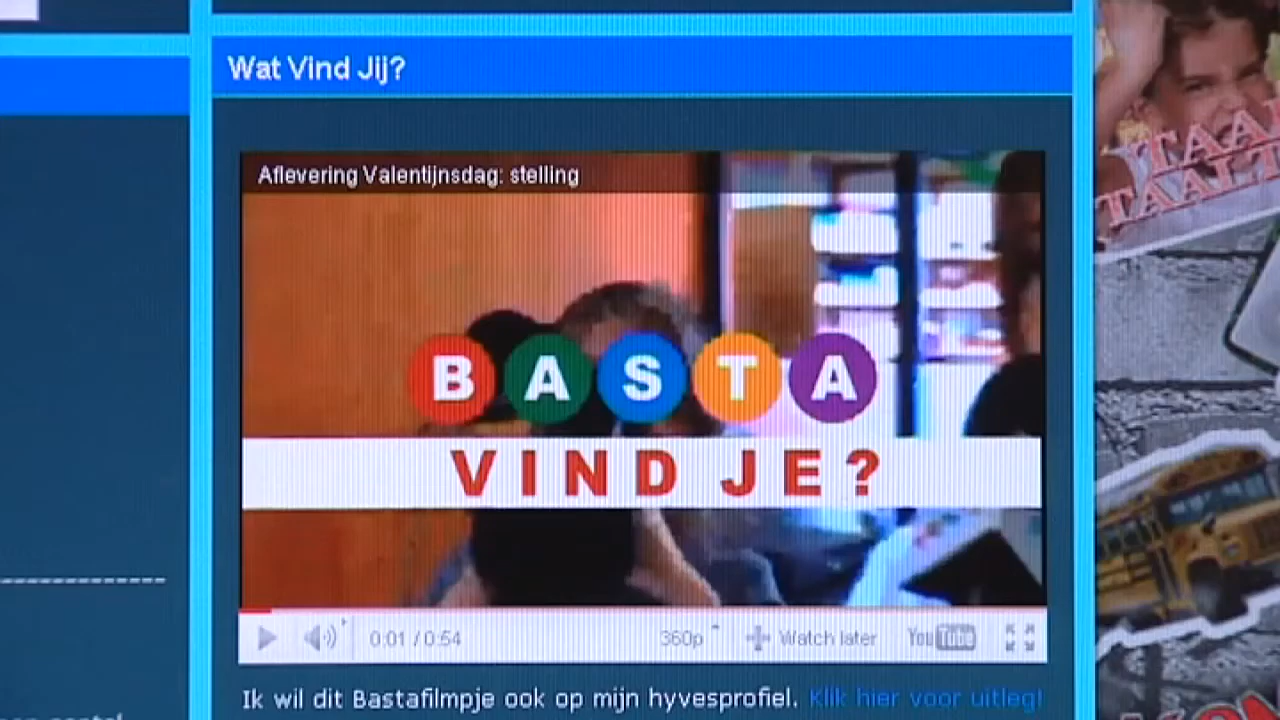 Wat Vind Jij?
Aflevering Valentijnsdag: stelling
TAAL
BASTA
VIND JE?
0:01 / 0:54
360p
Watch later
YouTube
Ik wil dit Bastafilmpje ook op mijn hyvesprofiel. Klik hier voor uitleg!